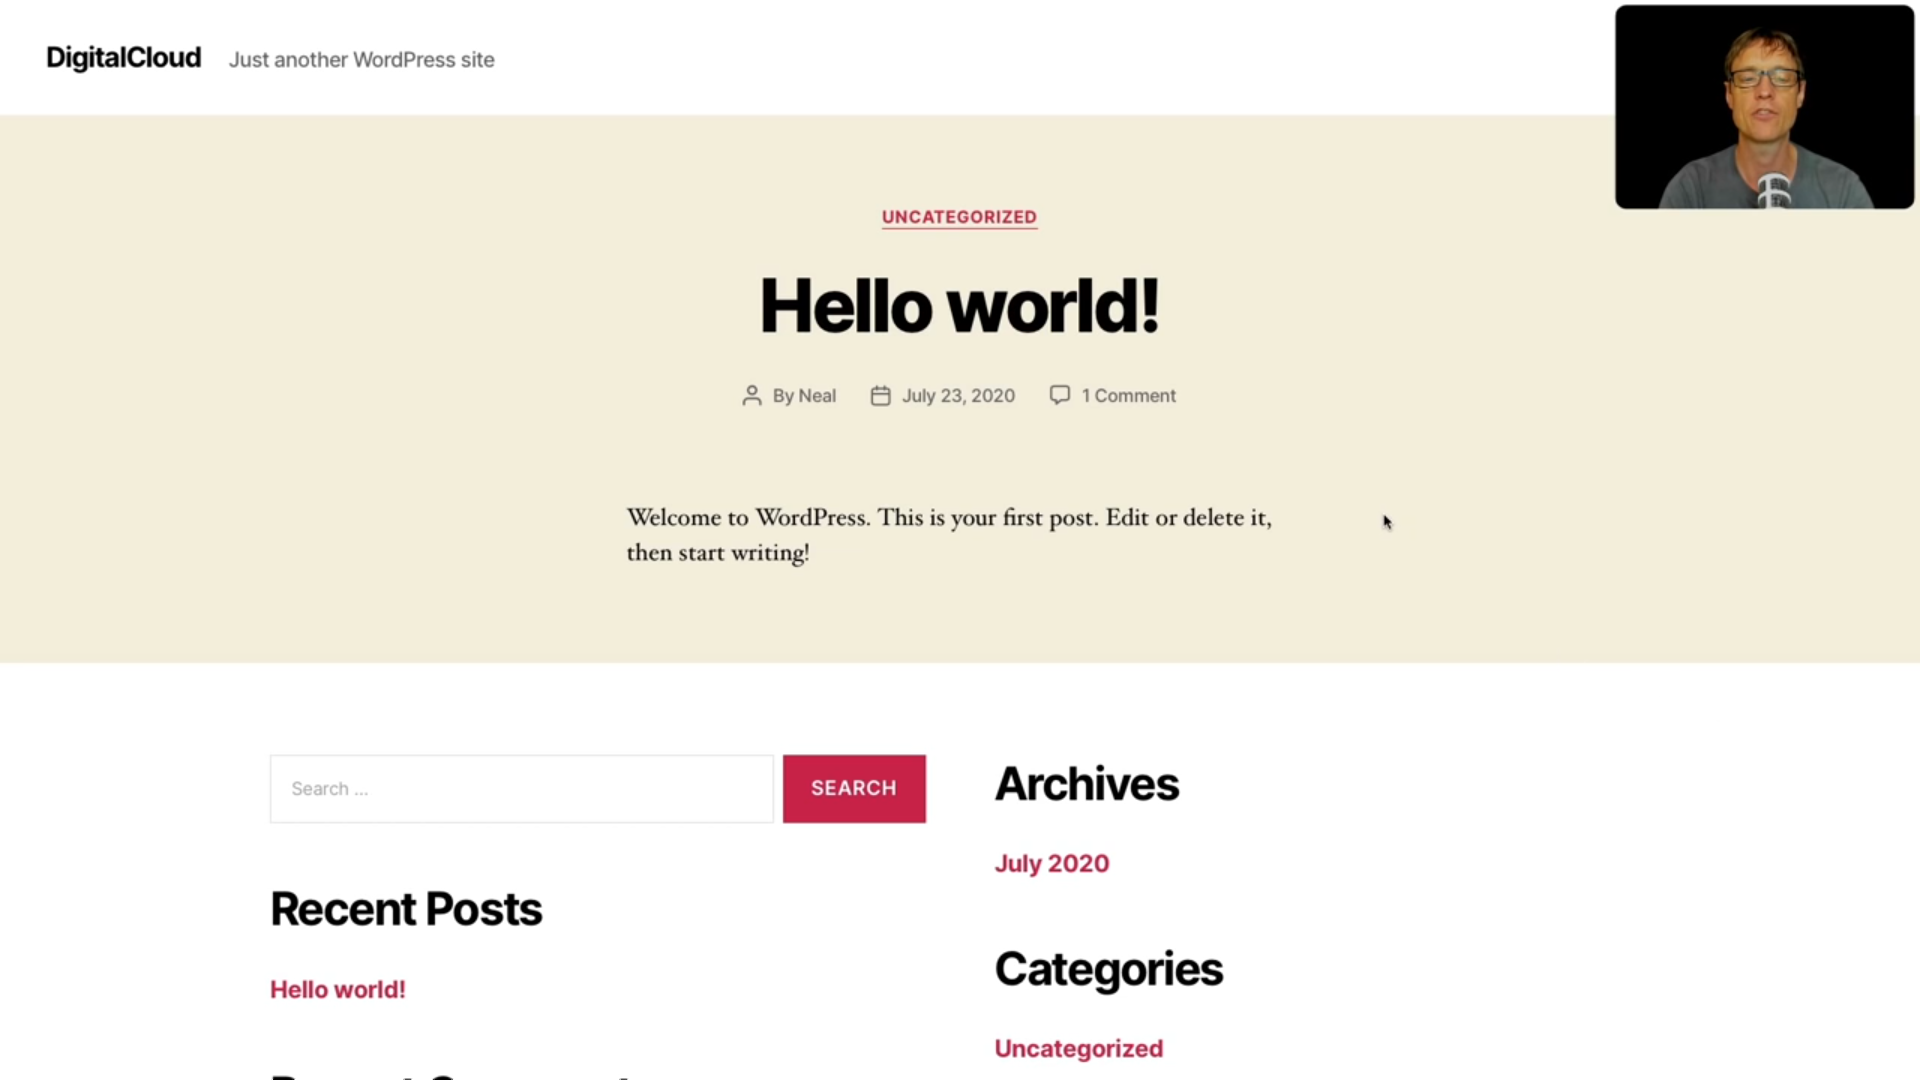 DigitalCloud Just another WordPress site
UNCATEGORIZED
Hello world!
By Neal July 23, 2020 1 Comment
Welcome to WordPress. This is your first post. Edit or delete it,
then start writing!
Search ... SEARCH
Archives
July 2020
Recent Posts
Categories
Hello world!
Uncategorized